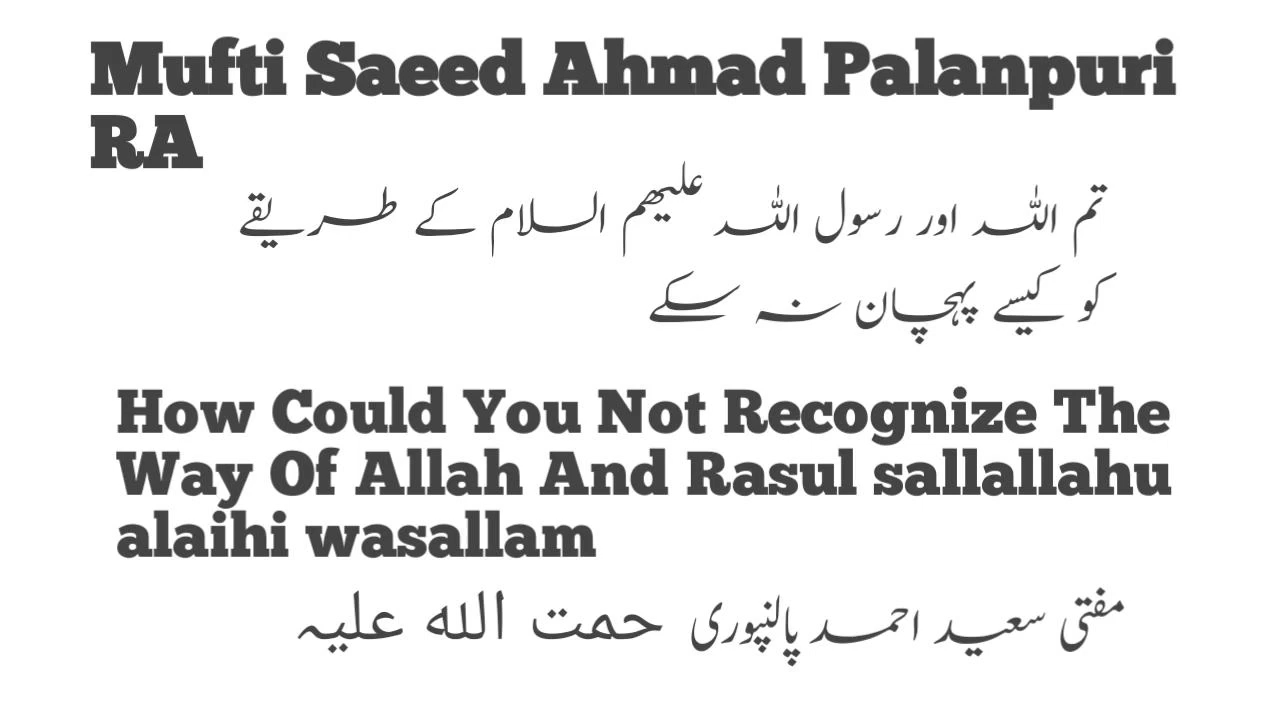 Mufti Saeed Ahmad Palanpuri
RA
تم اللہ اور رسول اللہ علیھم السلام کے طریقے
کو کیسے پہچان نہ سکے
How Could You Not Recognize The
Way Of Allah And Rasul sallallahu
alaihi wasallam
مفتی سعید احمد پالنپوری حمت الله علیہ